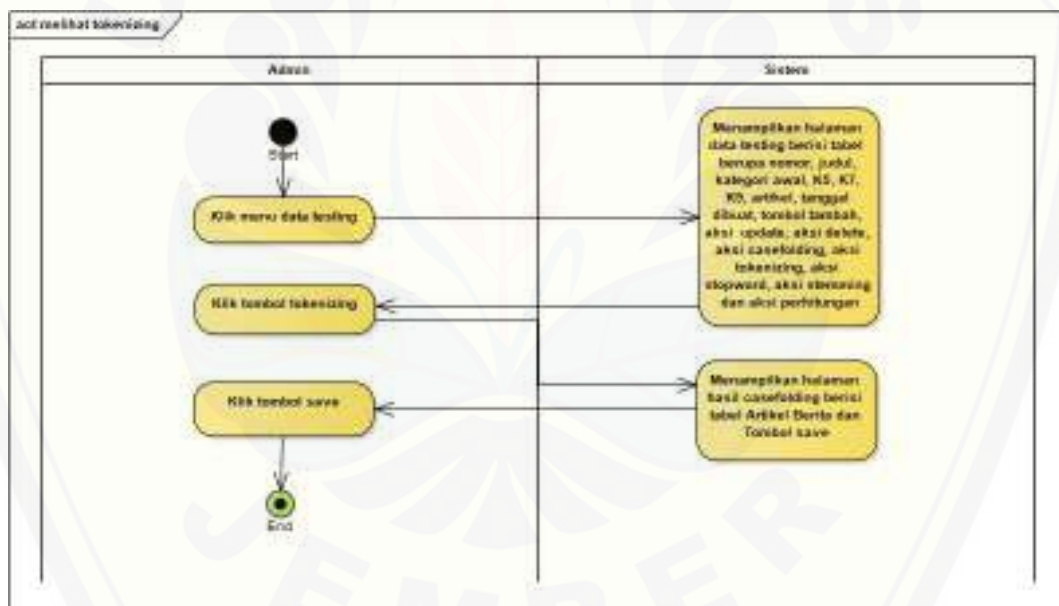 act melihat tokenizing
Admin
Sistem
Start
Klik menu data testing
Menampilkan halaman
data testing berisi tabel
berupa nomor, judul,
kategori awal, K5, K7,
K9, artikel, tanggal
dibuat, tombol tambah,
aksi update, aksi delete,
aksi casefolding, aksi
tokenizing, aksi
stopword, aksi stemming
dan aksi perhitungan
Klik tombol tokenizing
Menampilkan halaman
hasil casefolding berisi
tabel Artikel Berita dan
Tombol save
Klik tombol save
End
JEMBER